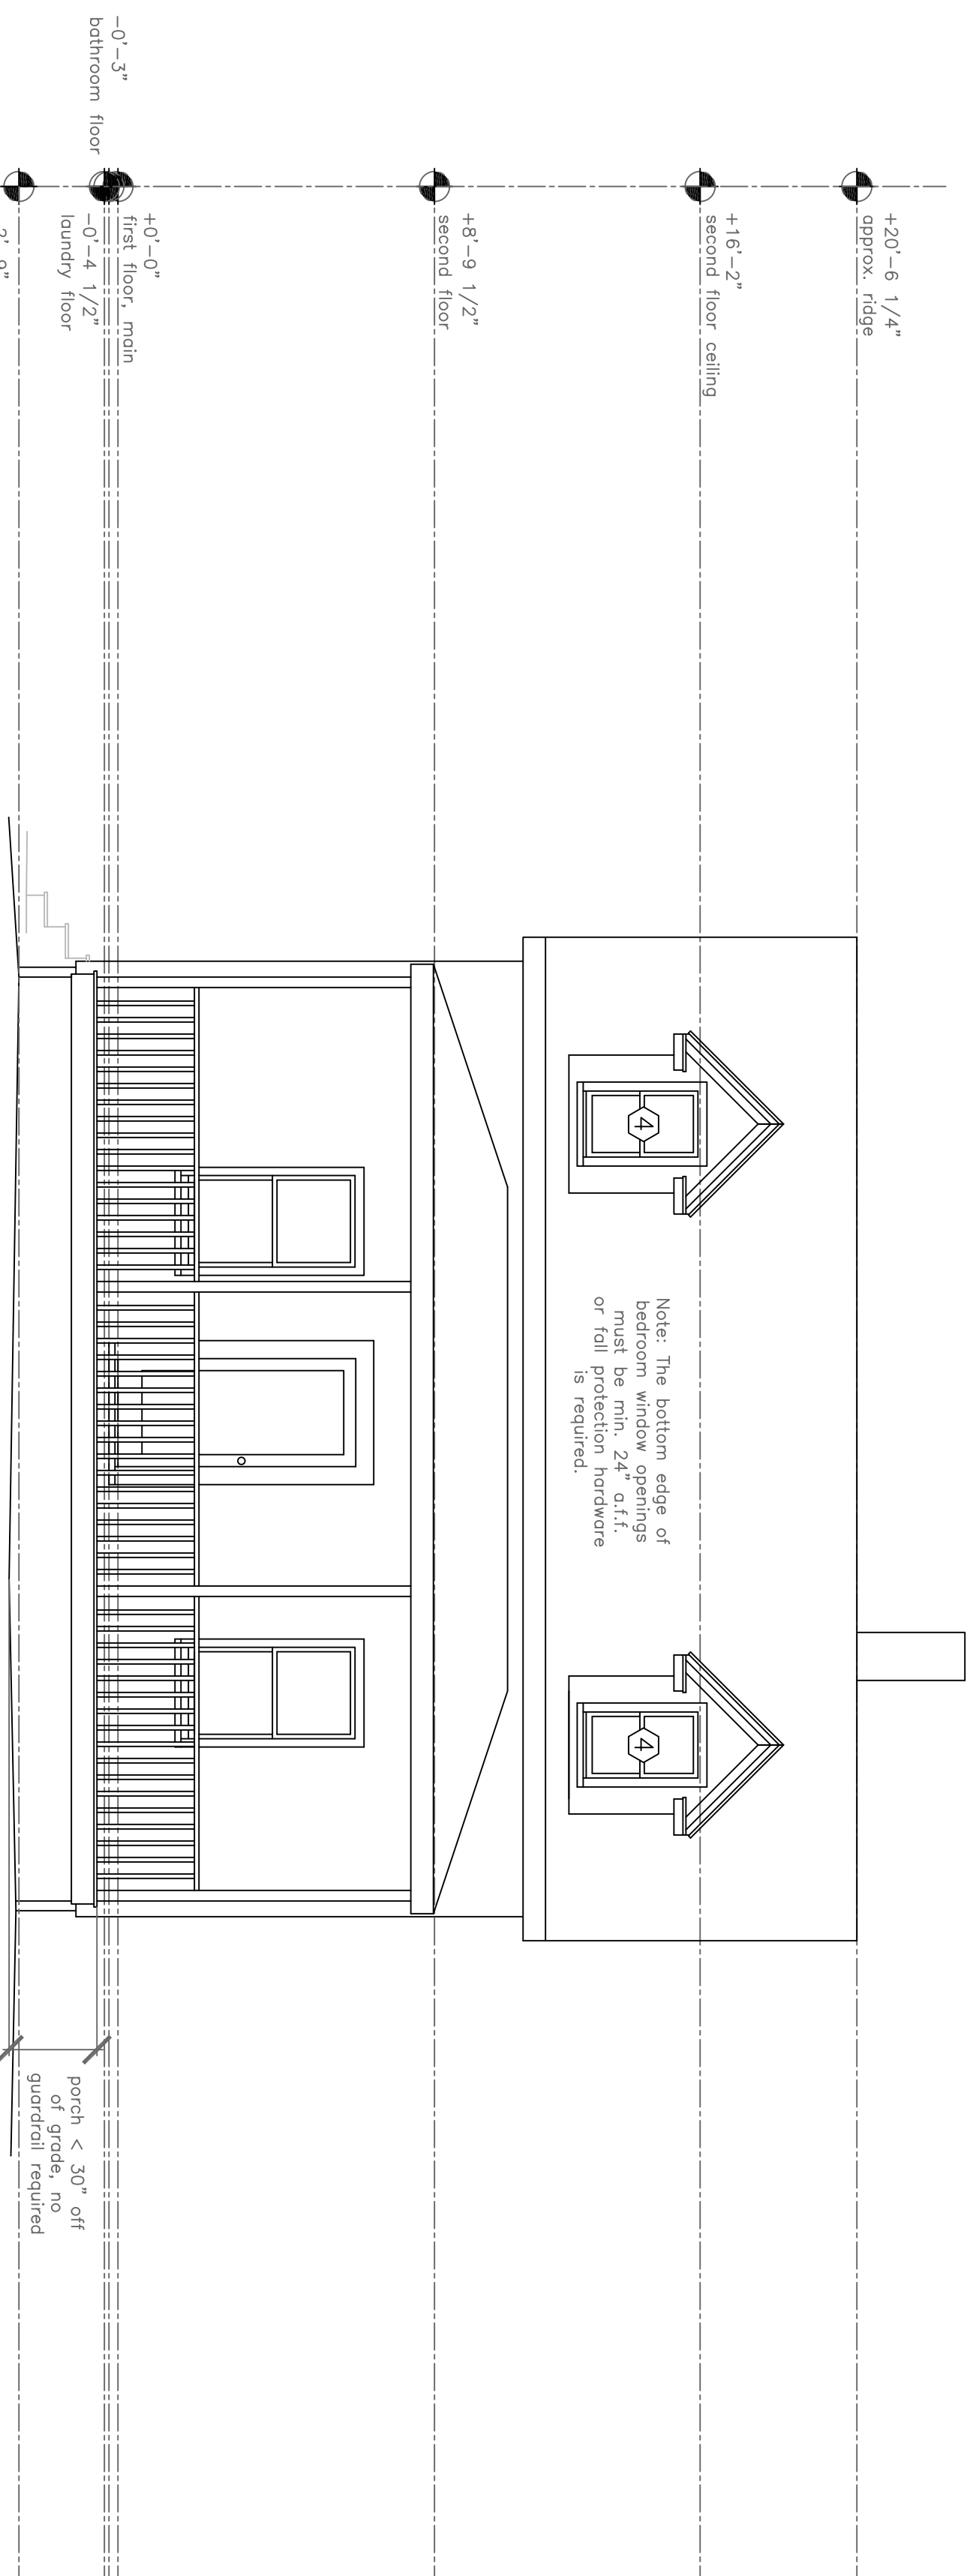 +20'-6 1/4"
approx. ridge
+16'-2"
second floor ceiling
4
4
Note: The bottom edge of
bedroom window openings
must be min. 24" a.f.f.
or fall protection hardware
is required.
+8'-9 1/2"
second floor
+0'-0"
first floor, main
-0'-3"
bathroom floor
-0'-4 1/2"
laundry floor
porch < 30" off
of grade, no
guardrail required